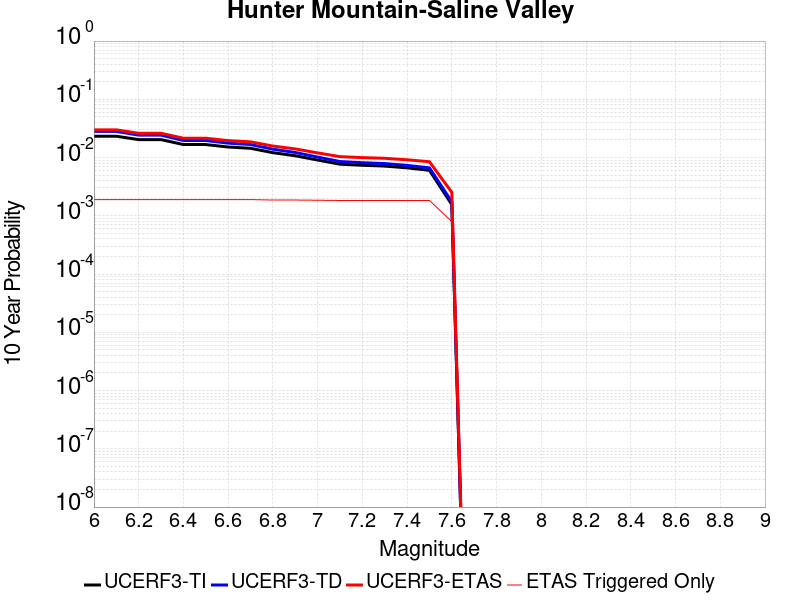 Hunter Mountain-Saline Valley
10 0
10 -1
10 -2
10 -3
10 -4
10 -5
10 -6
10 -7
10 -8
10 Year Probability
6 6.2 6.4 6.6 6.8 7 7.2 7.4 7.6 7.8 8 8.2 8.4 8.6 8.8 9
Magnitude
UCERF3-TI UCERF3-TD UCERF3-ETAS ETAS Triggered Only